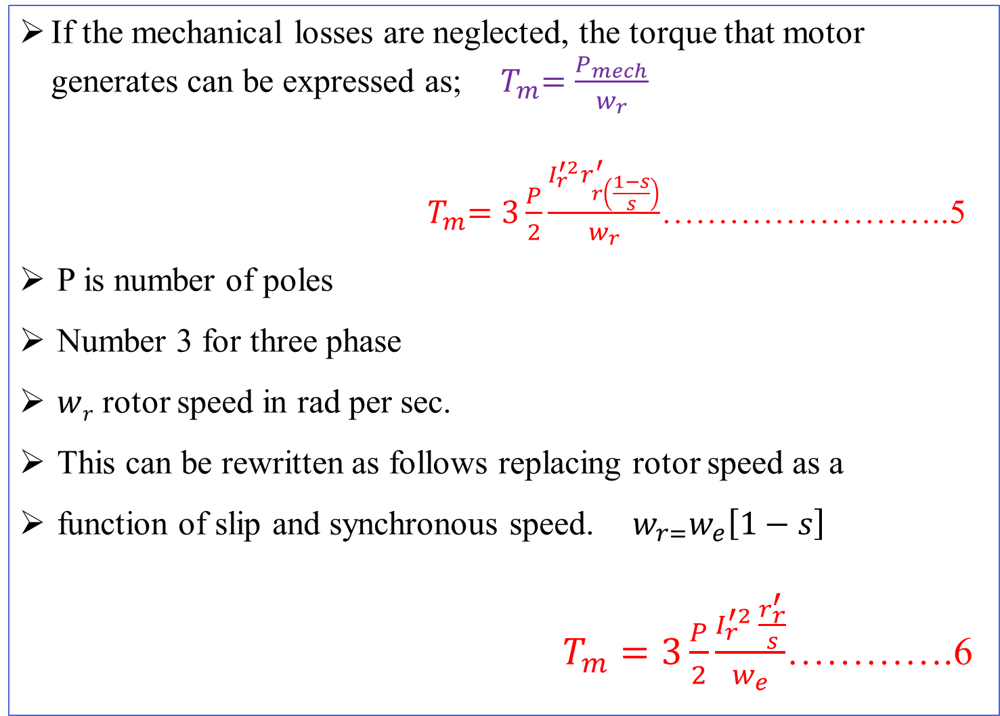 ➢ If the mechanical losses are neglected, the torque that motor
generates can be expressed as; $T_m = \frac{P_{mech}}{w_r}$
$T_m = 3\frac{P}{2}\frac{I_r'^2 r'_{r\left(\frac{1-s}{s}\right)}}{w_r}$...........................5
➢ P is number of poles
➢ Number 3 for three phase
➢ $w_r$ rotor speed in rad per sec.
➢ This can be rewritten as follows replacing rotor speed as a
➢ function of slip and synchronous speed. $w_{r=}w_e[1-s]$
$T_m = 3\frac{P}{2}\frac{I_r'^2 \frac{r_r'}{s}}{w_e}$.............6